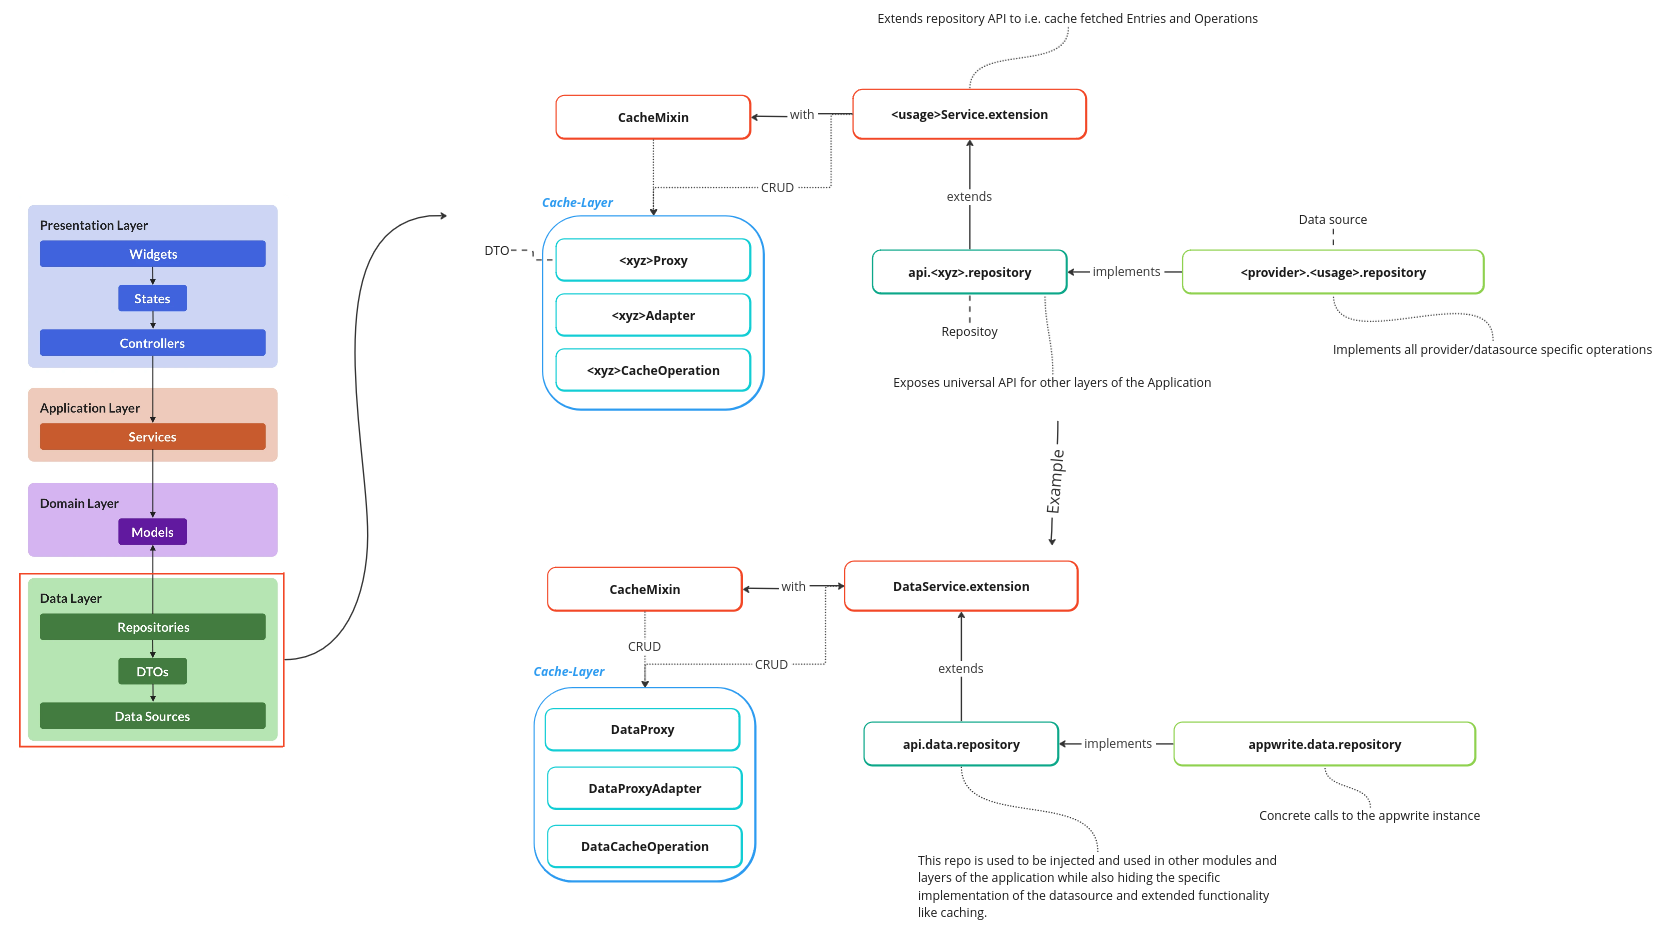 Extends repository API to i.e. cache fetched Entries and Operations
CacheMixin
with
<usage>Service.extension
CRUD
extends
Cache-Layer
DTO
<xyz>Proxy
<xyz>Adapter
<xyz>CacheOperation
api.<xyz>.repository
implements
Data source
<provider>.<usage>.repository
Repositoy
Implements all provider/datasource specific opterations
Exposes universal API for other layers of the Application
Presentation Layer
Widgets
States
Controllers
Application Layer
Services
Domain Layer
Models
Data Layer
Repositories
DTOs
Data Sources
Example
CacheMixin
with
DataService.extension
CRUD
CRUD
extends
Cache-Layer
DataProxy
DataProxyAdapter
DataCacheOperation
api.data.repository
implements
appwrite.data.repository
Concrete calls to the appwrite instance
This repo is used to be injected and used in other modules and
layers of the application while also hiding the specific
implementation of the datasource and extended functionality
like caching.